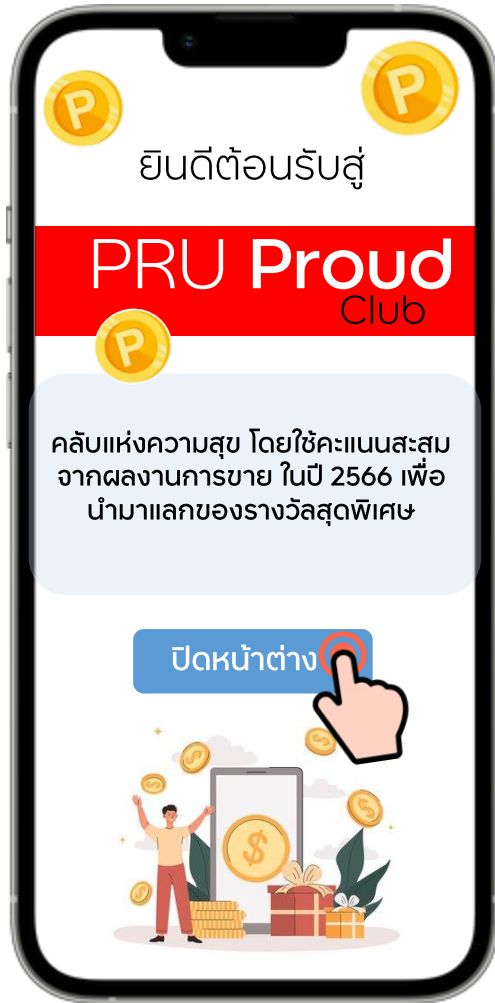 P
P
ยินดีต้อนรับสู่
PRU Proud
Club
P
คลับแห่งความสุข โดยใช้คะแนนสะสม
จากผลงานการขาย ในปี 2566 เพื่อ
นำมาแลกของรางวัลสุดพิเศษ
ปิดหน้าต่าง
$
$
$
$
$
$